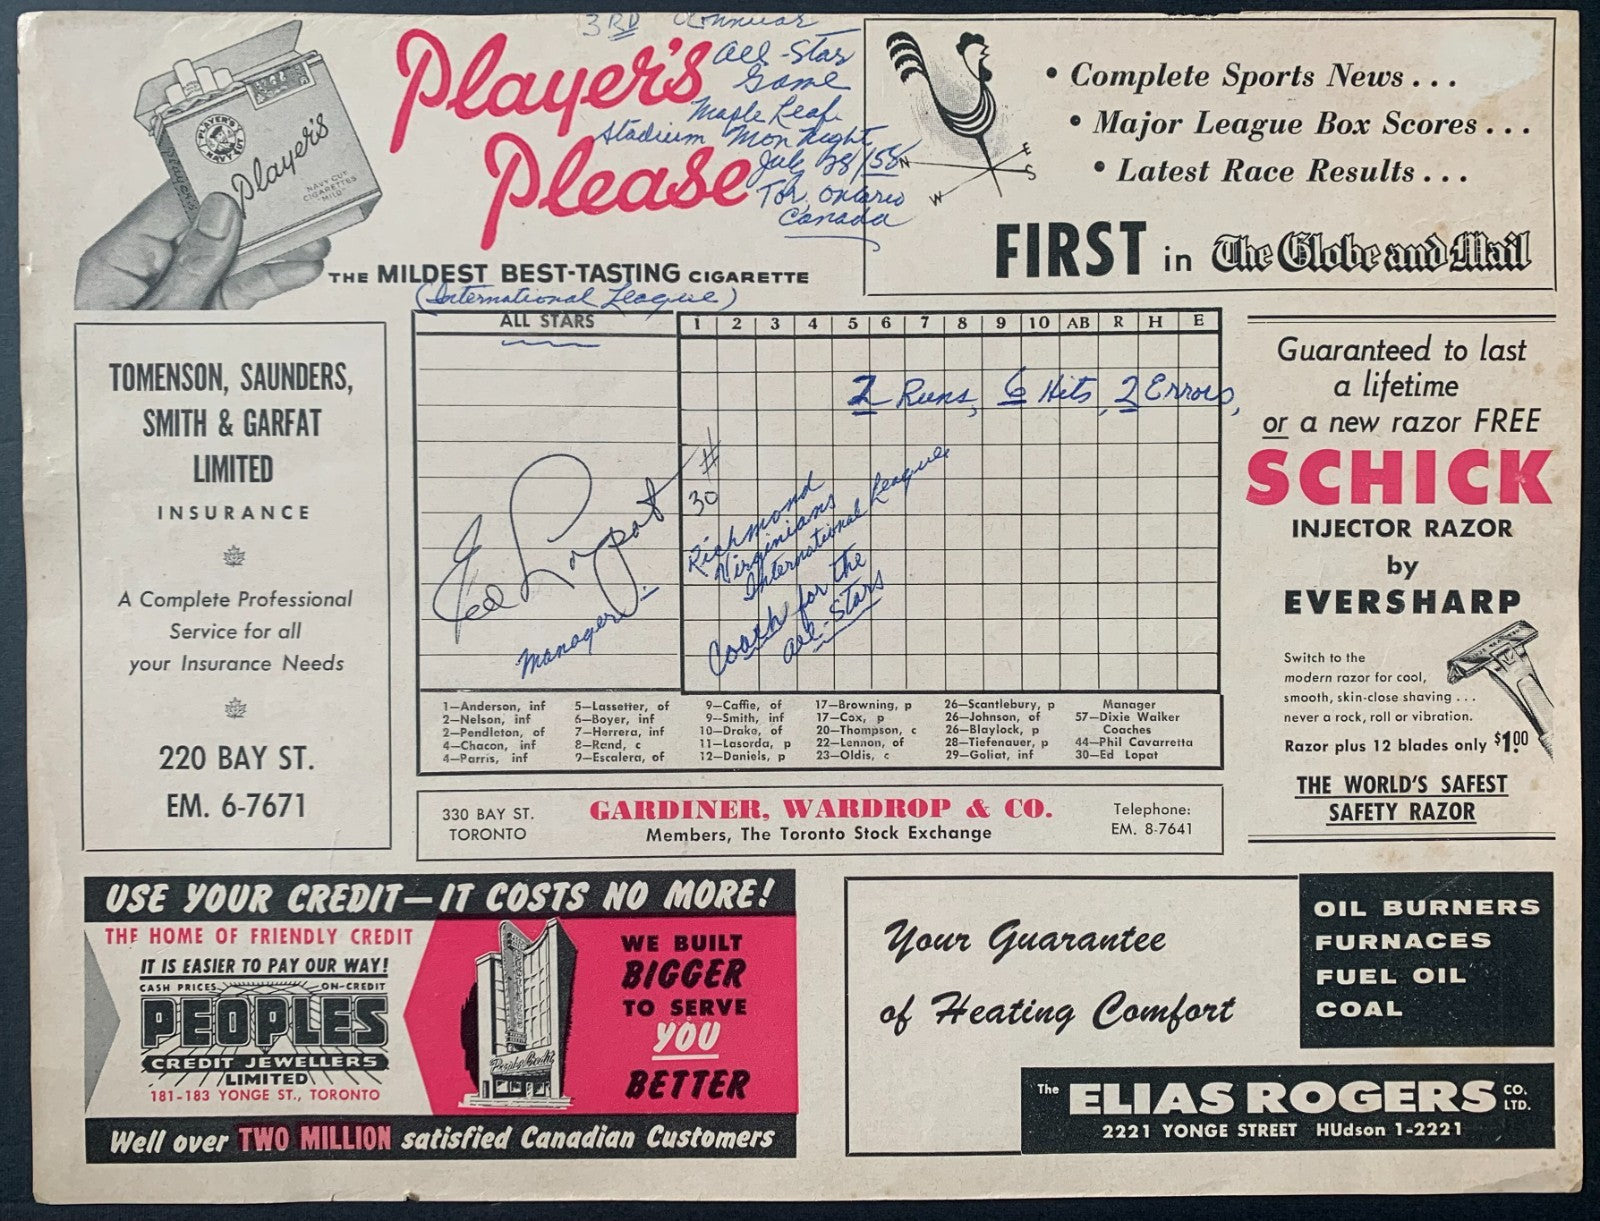 3RD Annual
All-Star
Game
Maple Leaf
Stadium Mon Night
July 28/58
Tor, Ontario
Canada
Player's
Please
PLAYER'S
NAVY CUT
Player's
NAVY CUT
CIGARETTES
MILD
THE MILDEST BEST-TASTING CIGARETTE
N
E
S
W
• Complete Sports News . . .
• Major League Box Scores . . .
• Latest Race Results . . .
FIRST in The Globe and Mail
TOMENSON, SAUNDERS,
SMITH & GARFAT
LIMITED
INSURANCE
A Complete Professional
Service for all
your Insurance Needs
220 BAY ST.
EM. 6-7671
(International League)
ALL STARS 1 2 3 4 5 6 7 8 9 10 AB R H E
2 Runs, 6 Hits, 2 Errors,
Ed Lopat
Manager
#
30
Richmond
Virginians
International League
Coach for the
All-Stars
1—Anderson, inf
2—Nelson, inf
2—Pendleton, of
4—Chacon, inf
4—Parris, inf
5—Lassetter, of
6—Boyer, inf
7—Herrera, inf
8—Rand, c
9—Escalera, of
9—Caffie, of
9—Smith, inf
10—Drake, of
11—Lasorda, p
12—Daniels, p
17—Browning, p
17—Cox, p
20—Thompson, c
22—Lennon, of
23—Oldis, c
26—Scantlebury, p
26—Johnson, of
26—Blaylock, p
28—Tiefenauer, p
29—Goliat, inf
Manager
57—Dixie Walker
Coaches
44—Phil Cavarretta
30—Ed Lopat
330 BAY ST.
TORONTO
GARDINER, WARDROP & CO.
Members, The Toronto Stock Exchange
Telephone:
EM. 8-7641
Guaranteed to last
a lifetime
or a new razor FREE
SCHICK
INJECTOR RAZOR
by
EVERSHARP
Switch to the
modern razor for cool,
smooth, skin-close shaving . . .
never a rock, roll or vibration.
Razor plus 12 blades only $1.00
THE WORLD'S SAFEST
SAFETY RAZOR
USE YOUR CREDIT—IT COSTS NO MORE!
THE HOME OF FRIENDLY CREDIT
IT IS EASIER TO PAY OUR WAY!
CASH PRICES ON-CREDIT
PEOPLES
CREDIT JEWELLERS
LIMITED
181-183 YONGE ST., TORONTO
Peoples Credit
WE BUILT
BIGGER
TO SERVE
YOU
BETTER
Well over TWO MILLION satisfied Canadian Customers
Your Guarantee
of Heating Comfort
OIL BURNERS
FURNACES
FUEL OIL
COAL
The ELIAS ROGERS CO. LTD.
2221 YONGE STREET HUdson 1-2221